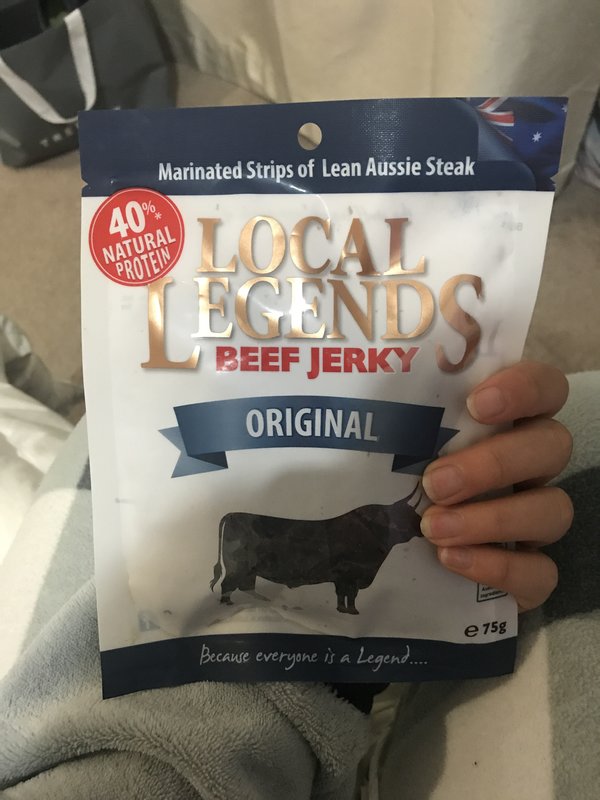 Marinated Strips of Lean Aussie Steak
40%*
NATURAL
PROTEIN
LOCAL
LEGENDS
BEEF JERKY
ORIGINAL
e 75g
Because everyone is a Legend....